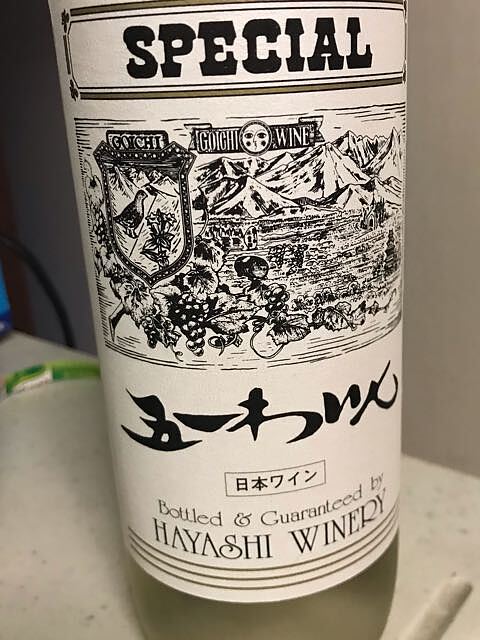 SPECIAL
GOICHI
GOICHI WINE
五一わいん
日本ワイン
Bottled & Guaranteed by
HAYASHI WINERY